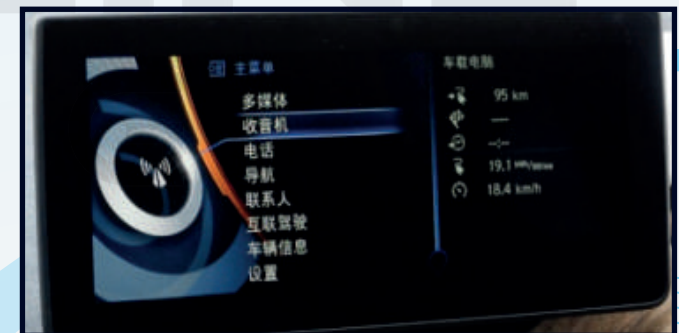 主菜单
多媒体
收音机
电话
导航
联系人
互联驾驶
车辆信息
设置
车载电脑
95 km
—
--:--
19.1
18.4 km/h